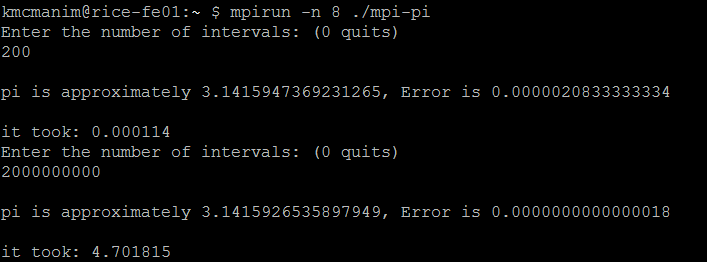 kmcmanim@rice-fe01:~ $ mpirun -n 8 ./mpi-pi
Enter the number of intervals: (0 quits)
200
pi is approximately 3.1415947369231265, Error is 0.0000020833333334
it took: 0.000114
Enter the number of intervals: (0 quits)
2000000000
pi is approximately 3.1415926535897949, Error is 0.0000000000000018
it took: 4.701815